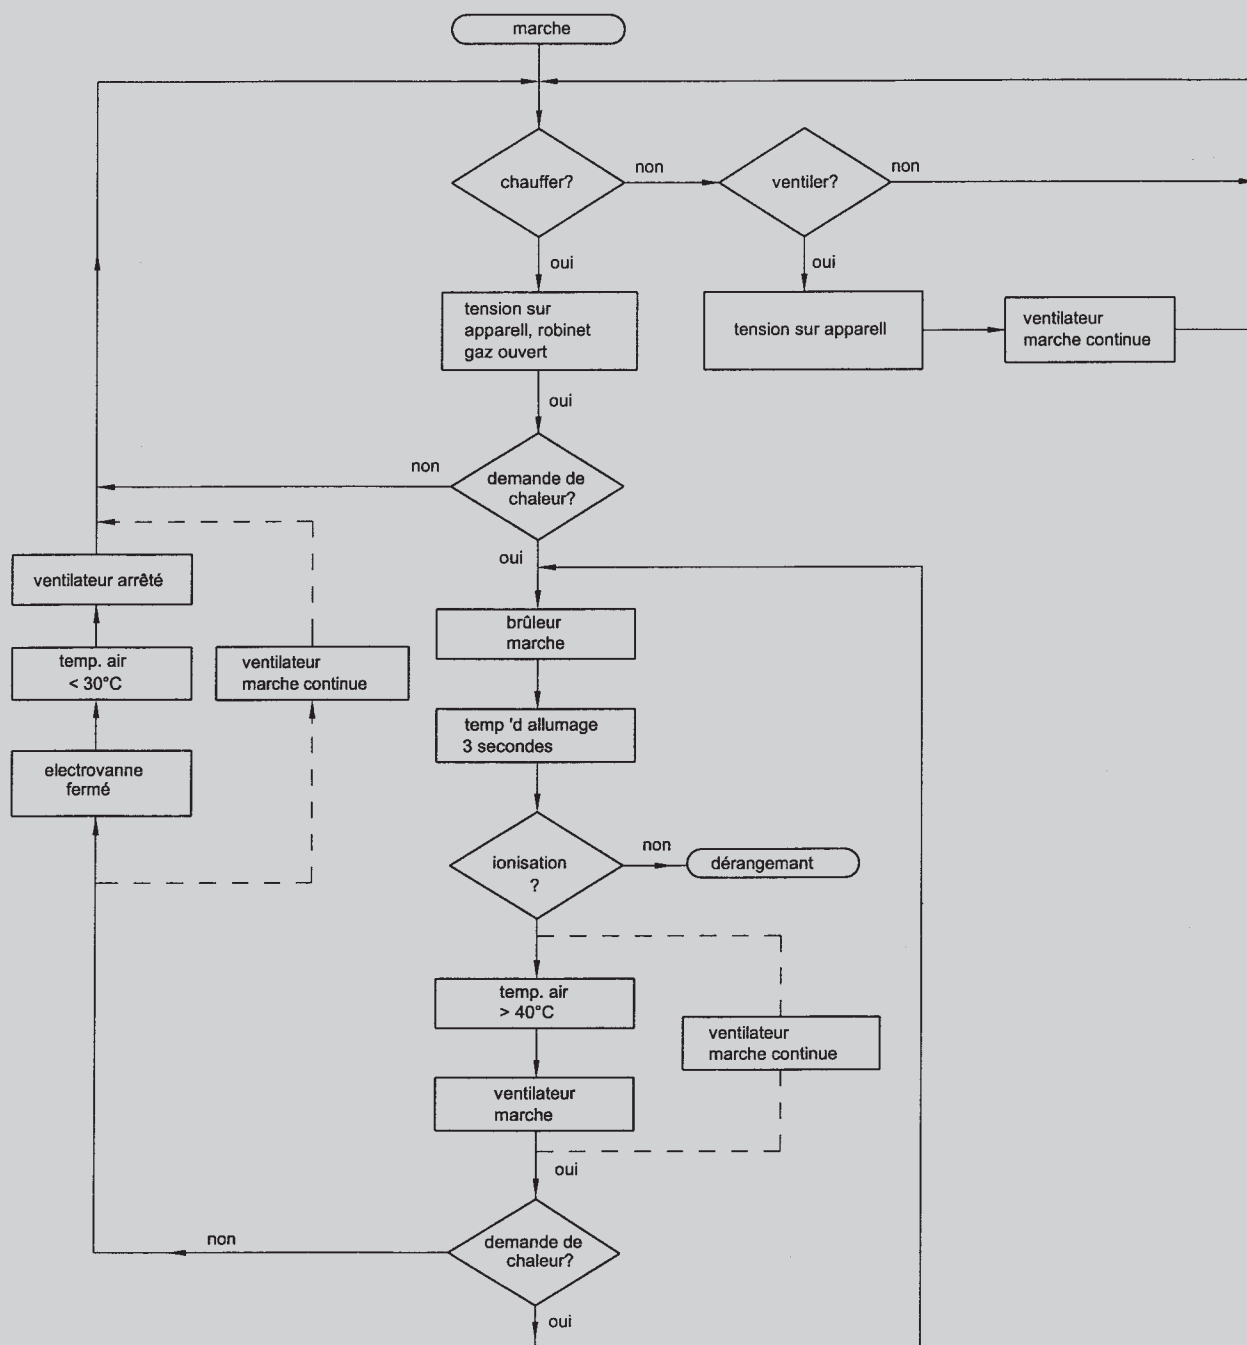 marche
chauffer?
non
ventiler?
non
oui
oui
tension sur
apparell, robinet
gaz ouvert
tension sur apparell
ventilateur
marche continue
oui
non
demande de
chaleur?
oui
ventilateur arrêté
brûleur
marche
temp. air
< 30°C
ventilateur
marche continue
temp 'd allumage
3 secondes
electrovanne
fermé
ionisation
?
non
dérangemant
temp. air
> 40°C
ventilateur
marche continue
ventilateur
marche
oui
non
demande de
chaleur?
oui